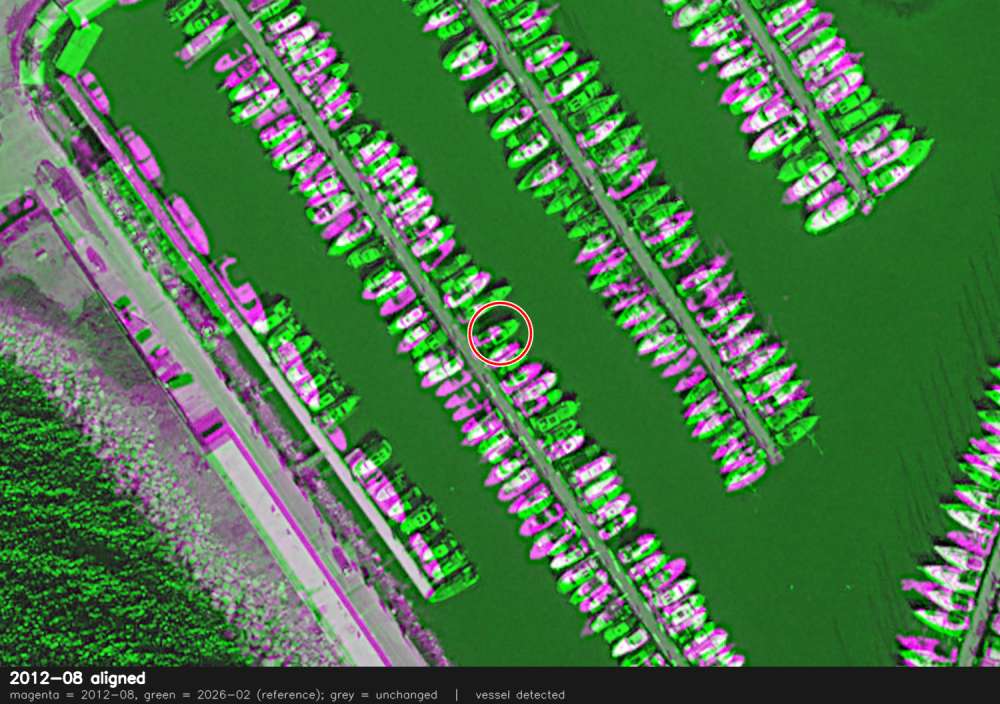 2012-08 aligned
magenta = 2012-08, green = 2026-02 (reference); grey = unchanged | vessel detected